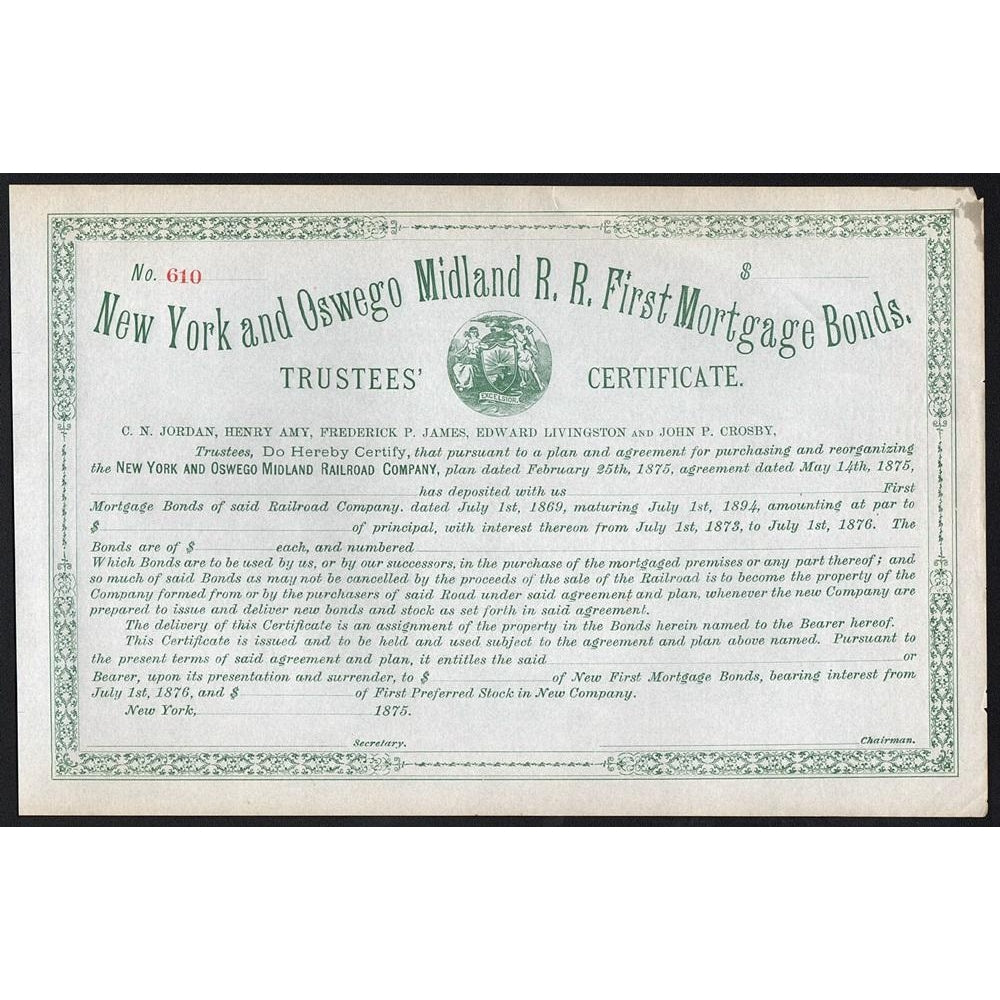 No. 610 $
New York and Oswego Midland R. R. First Mortgage Bonds.
TRUSTEES' CERTIFICATE.
EXCELSIOR
C. N. JORDAN, HENRY AMY, FREDERICK P. JAMES, EDWARD LIVINGSTON AND JOHN P. CROSBY,
Trustees, Do Hereby Certify, that pursuant to a plan and agreement for purchasing and reorganizing
the NEW YORK AND OSWEGO MIDLAND RAILROAD COMPANY, plan dated February 25th, 1875, agreement dated May 14th, 1875,
has deposited with us First
Mortgage Bonds of said Railroad Company. dated July 1st, 1869, maturing July 1st, 1894, amounting at par to
$ of principal, with interest thereon from July 1st, 1873, to July 1st, 1876. The
Bonds are of $ each, and numbered
Which Bonds are to be used by us, or by our successors, in the purchase of the mortgaged premises or any part thereof; and
so much of said Bonds as may not be cancelled by the proceeds of the sale of the Railroad is to become the property of the
Company formed from or by the purchasers of said Road under said agreement and plan, whenever the new Company are
prepared to issue and deliver new bonds and stock as set forth in said agreement.
The delivery of this Certificate is an assignment of the property in the Bonds herein named to the Bearer hereof.
This Certificate is issued and to be held and used subject to the agreement and plan above named. Pursuant to
the present terms of said agreement and plan, it entitles the said or
Bearer, upon its presentation and surrender, to $ of New First Mortgage Bonds, bearing interest from
July 1st, 1876, and $ of First Preferred Stock in New Company.
New York, 1875.
Secretary. Chairman.